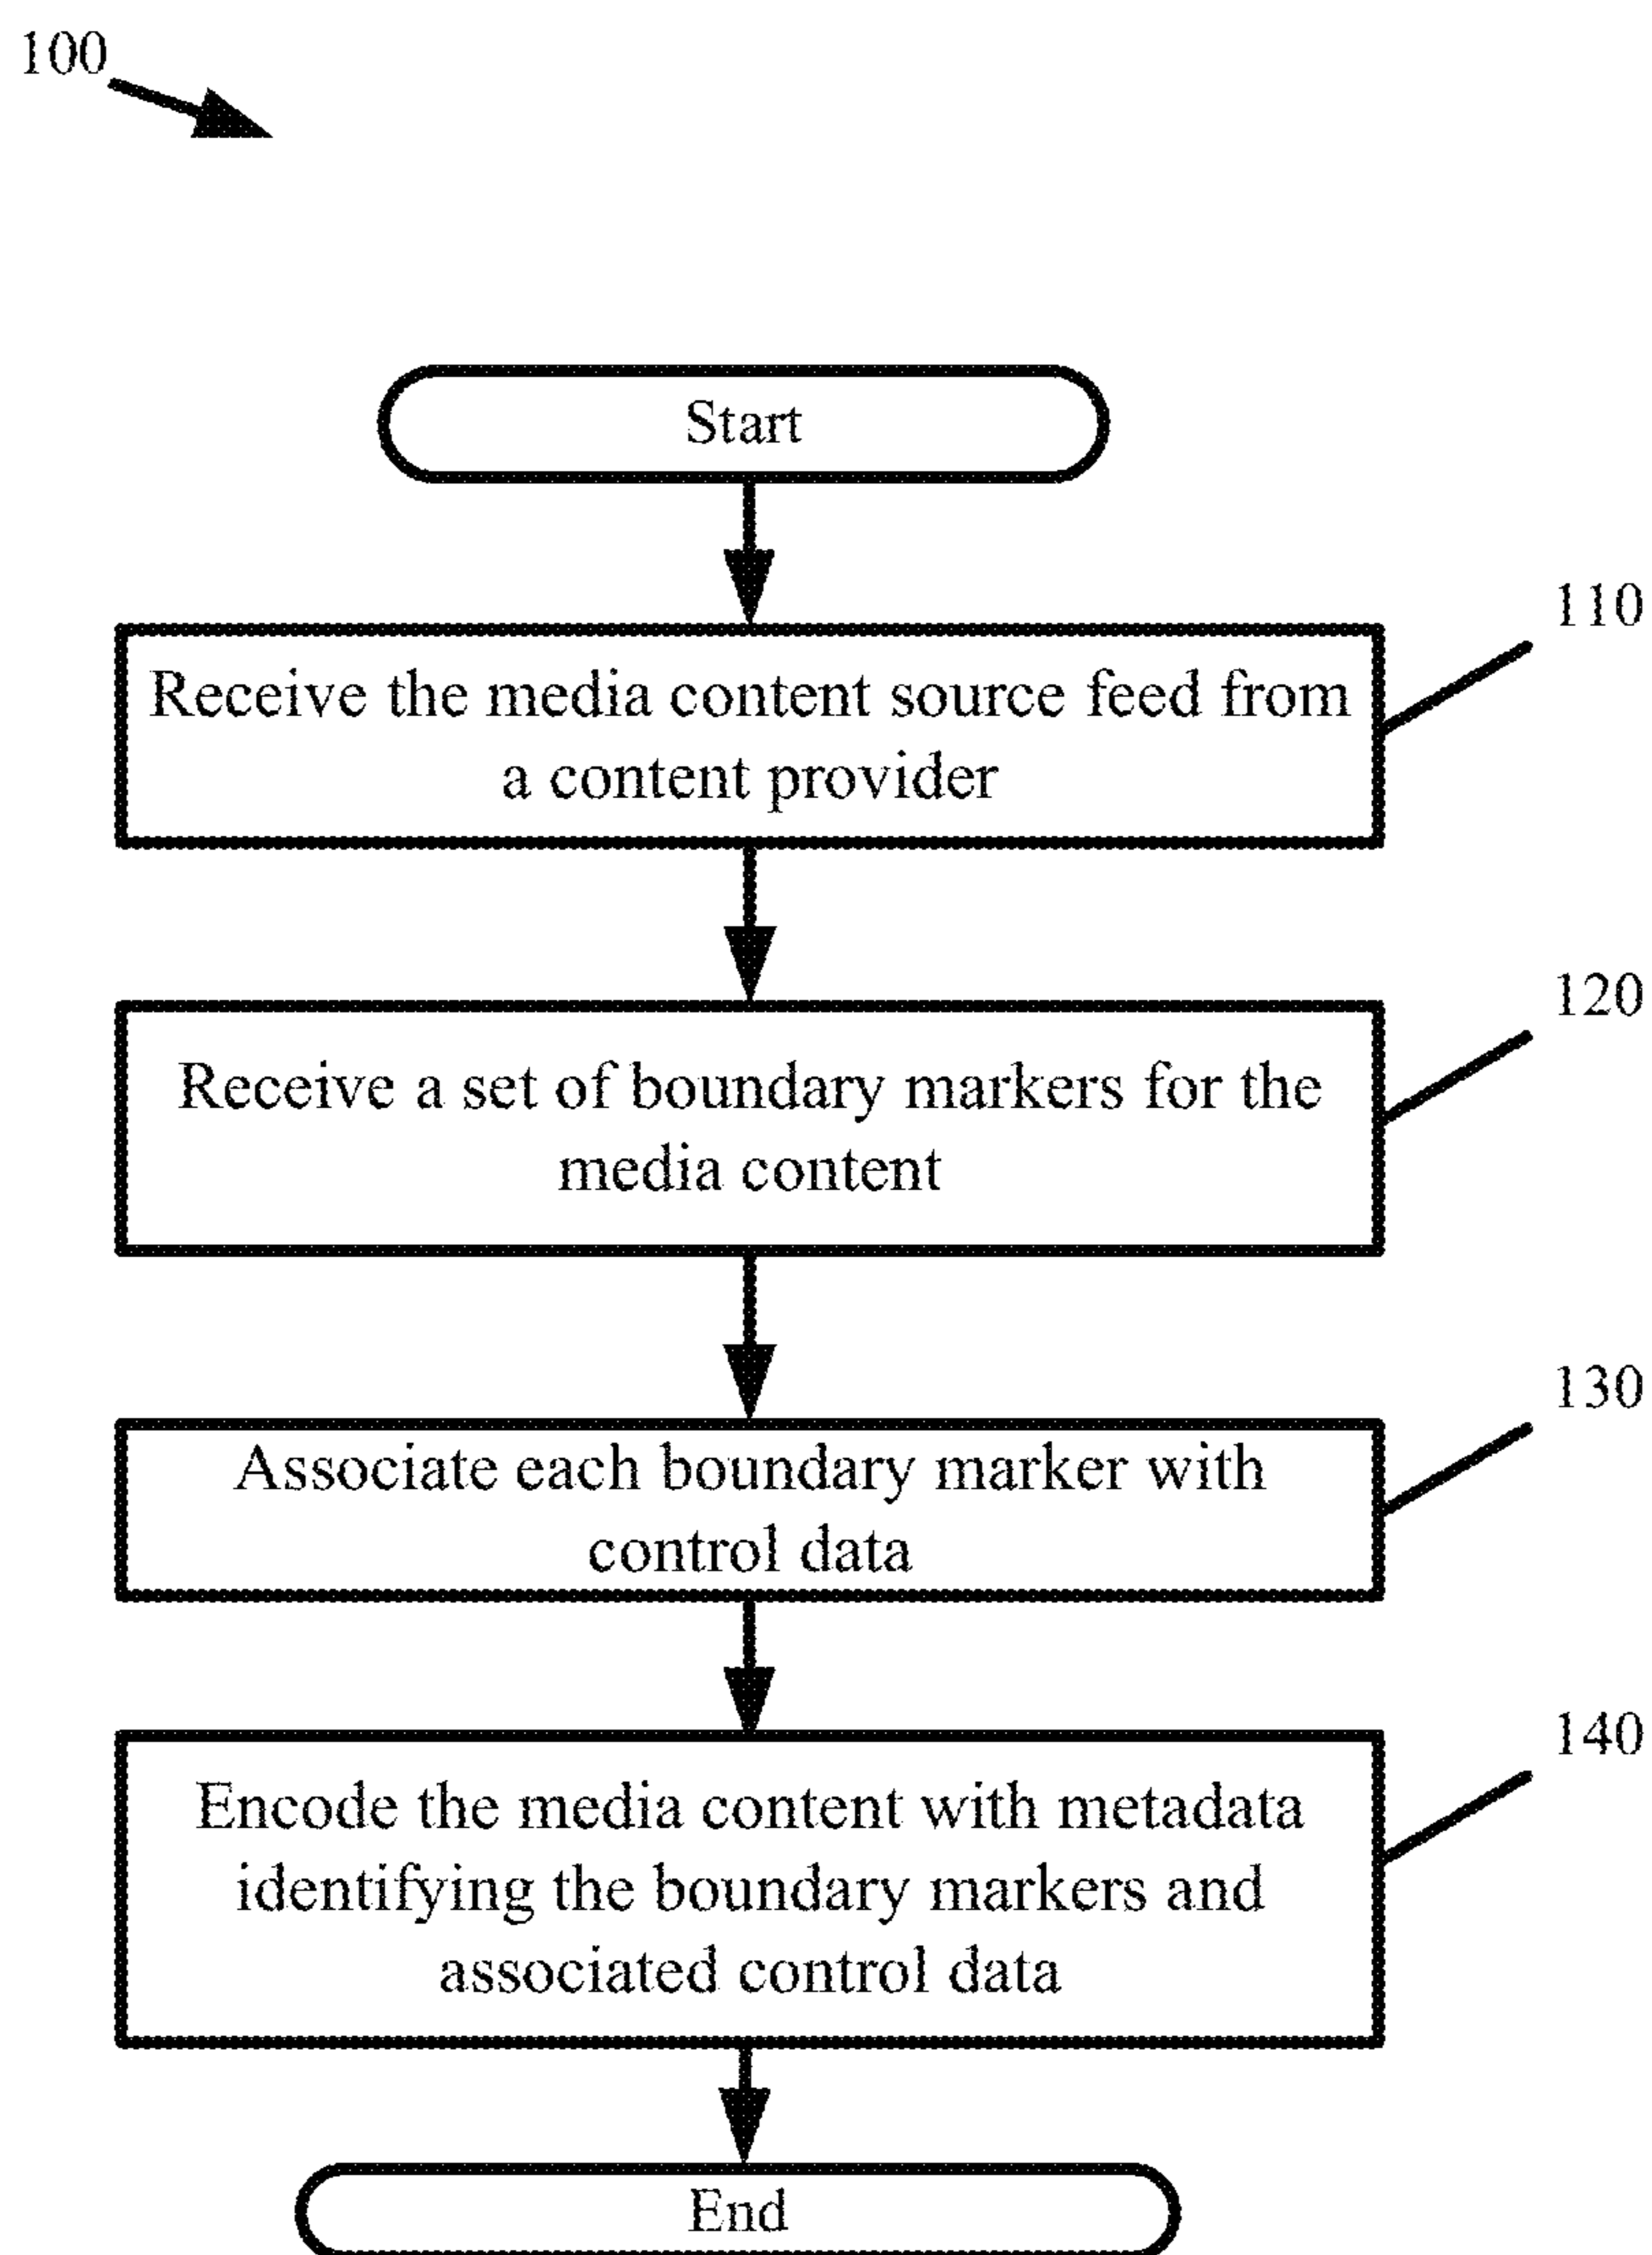 100
Start
110
Receive the media content source feed from
a content provider
120
Receive a set of boundary markers for the
media content
130
Associate each boundary marker with
control data
140
Encode the media content with metadata
identifying the boundary markers and
associated control data
End